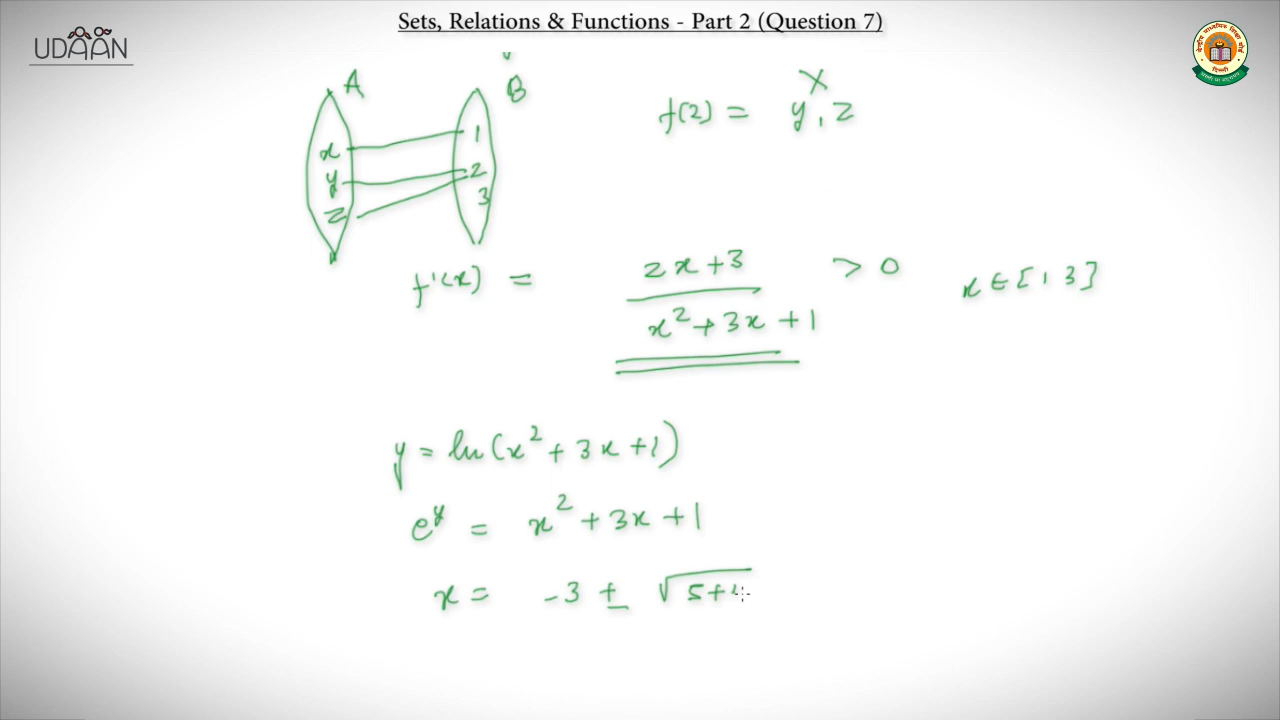 Sets, Relations & Functions - Part 2 (Question 7)
UDAAN
A B
x 1
y 2
z 3
f(2) = y, z
X
f'(x) = 2x+3 / x² + 3x + 1 > 0 x ∈ [1 3]
y = ln(x² + 3x + 1)
e^y = x² + 3x + 1
x = -3 ± √5+